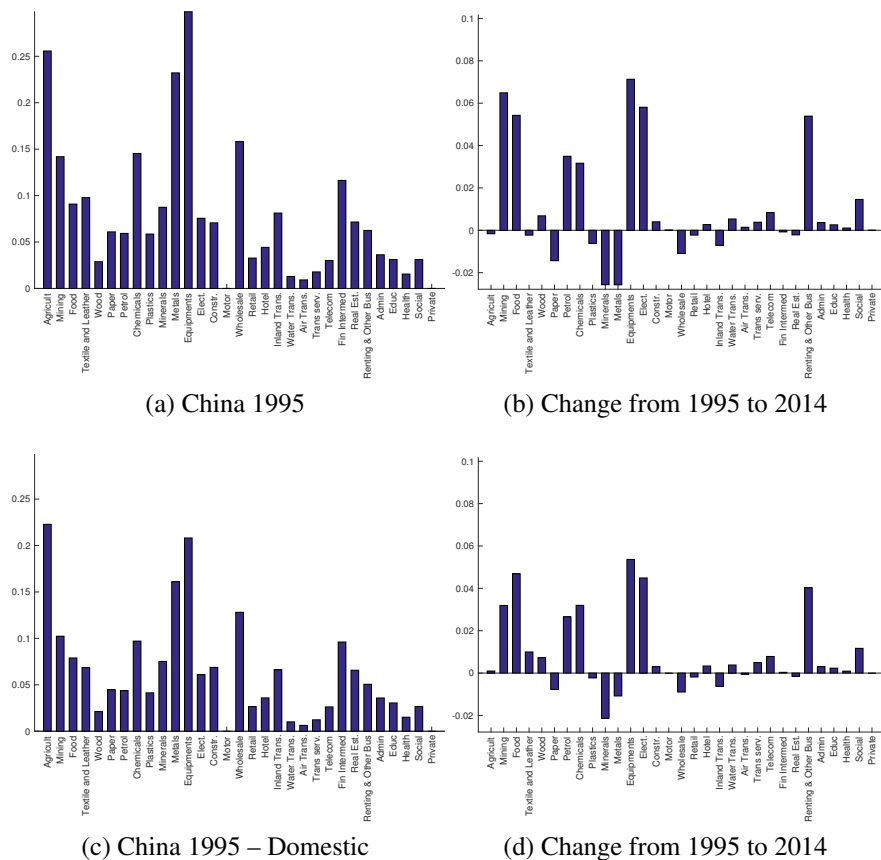 0.25
0.2
0.15
0.1
0.05
0
Agricult
Mining
Food
Textile and Leather
Wood
Paper
Petrol
Chemicals
Plastics
Minerals
Metals
Equipments
Elect.
Constr.
Motor
Wholesale
Retail
Hotel
Inland Trans.
Water Trans.
Air Trans.
Trans serv.
Telecom
Fin Intermed
Real Est.
Renting & Other Bus
Admin
Educ
Health
Social
Private
(a) China 1995
0.1
0.08
0.06
0.04
0.02
0
-0.02
Agricult
Mining
Food
Textile and Leather
Wood
Paper
Petrol
Chemicals
Plastics
Minerals
Metals
Equipments
Elect.
Constr.
Motor
Wholesale
Retail
Hotel
Inland Trans.
Water Trans.
Air Trans.
Trans serv.
Telecom
Fin Intermed
Real Est.
Renting & Other Bus
Admin
Educ
Health
Social
Private
(b) Change from 1995 to 2014
0.25
0.2
0.15
0.1
0.05
0
Agricult
Mining
Food
Textile and Leather
Wood
Paper
Petrol
Chemicals
Plastics
Minerals
Metals
Equipments
Elect.
Constr.
Motor
Wholesale
Retail
Hotel
Inland Trans.
Water Trans.
Air Trans.
Trans serv.
Telecom
Fin Intermed
Real Est.
Renting & Other Bus
Admin
Educ
Health
Social
Private
(c) China 1995 – Domestic
0.1
0.08
0.06
0.04
0.02
0
-0.02
Agricult
Mining
Food
Textile and Leather
Wood
Paper
Petrol
Chemicals
Plastics
Minerals
Metals
Equipments
Elect.
Constr.
Motor
Wholesale
Retail
Hotel
Inland Trans.
Water Trans.
Air Trans.
Trans serv.
Telecom
Fin Intermed
Real Est.
Renting & Other Bus
Admin
Educ
Health
Social
Private
(d) Change from 1995 to 2014